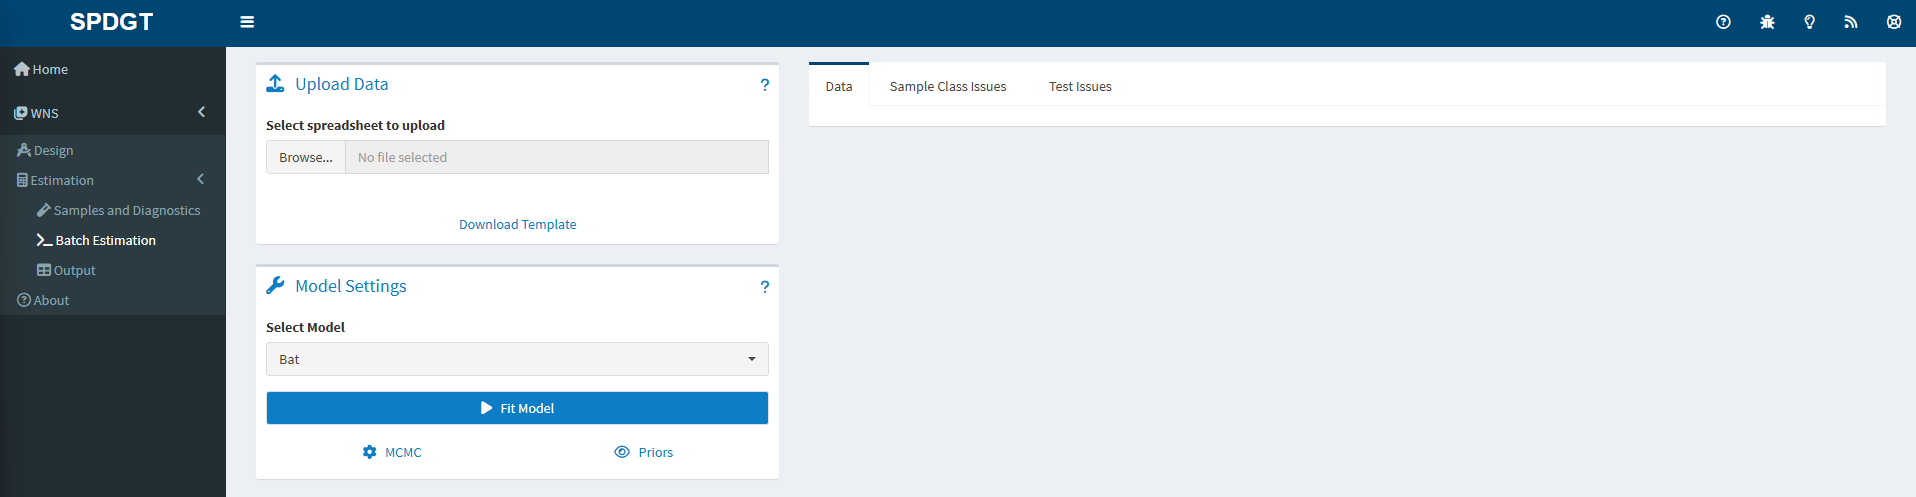 SPDGT
Home
WNS
Design
Estimation
Samples and Diagnostics
Batch Estimation
Output
About
Upload Data
?
Select spreadsheet to upload
Browse... No file selected
Download Template
Model Settings
?
Select Model
Bat
Fit Model
MCMC Priors
Data Sample Class Issues Test Issues